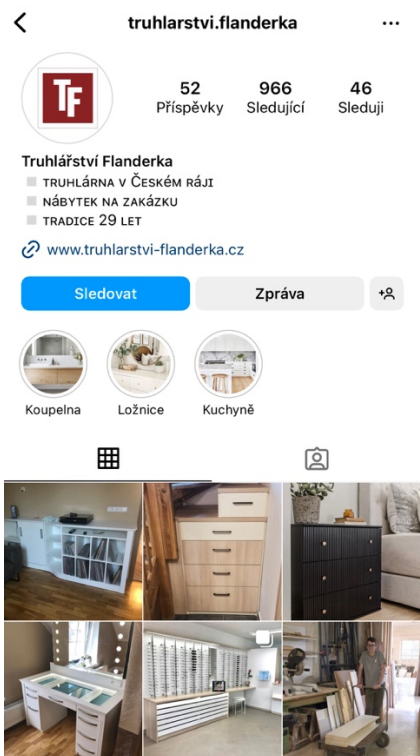 truhlarstvi.flanderka
TF
52 966 46
Příspěvky Sledující Sleduji
Truhlářství Flanderka
TRUHLÁRNA V ČESKÉM RÁJI
NÁBYTEK NA ZAKÁZKU
TRADICE 29 LET
www.truhlarstvi-flanderka.cz
Sledovat Zpráva
Koupelna Ložnice Kuchyně